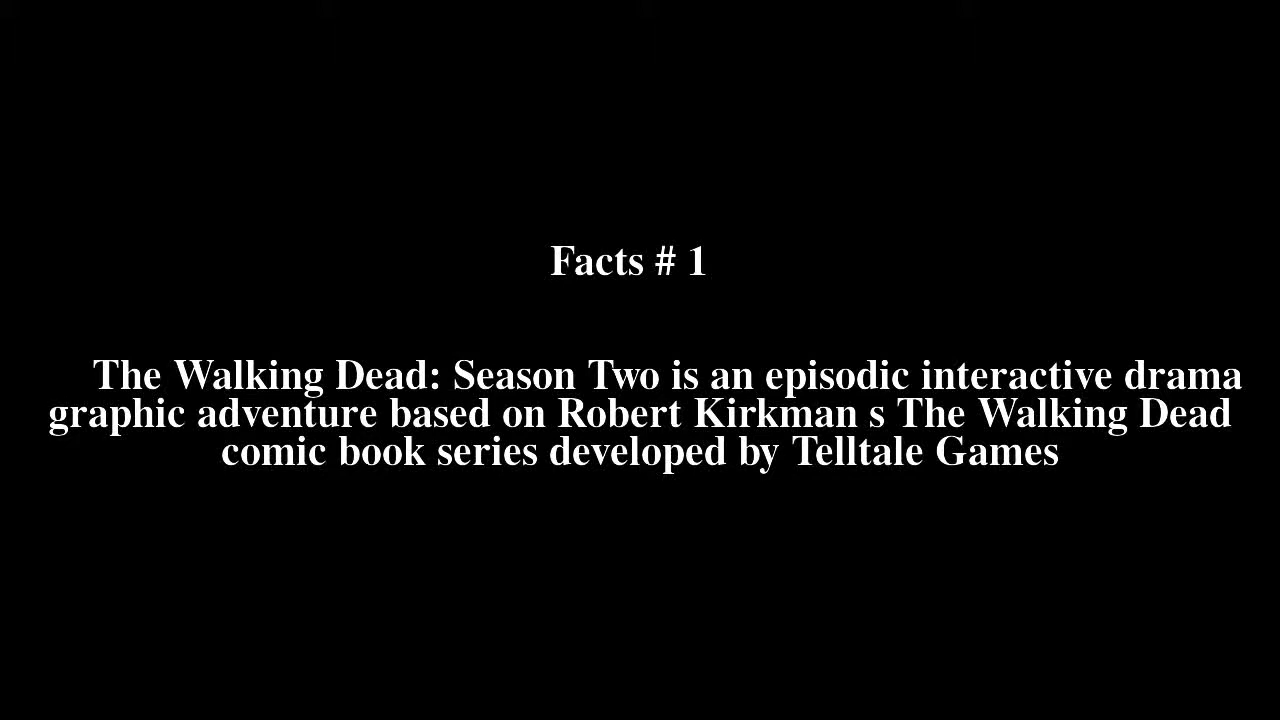 Facts # 1
The Walking Dead: Season Two is an episodic interactive drama
graphic adventure based on Robert Kirkman s The Walking Dead
comic book series developed by Telltale Games